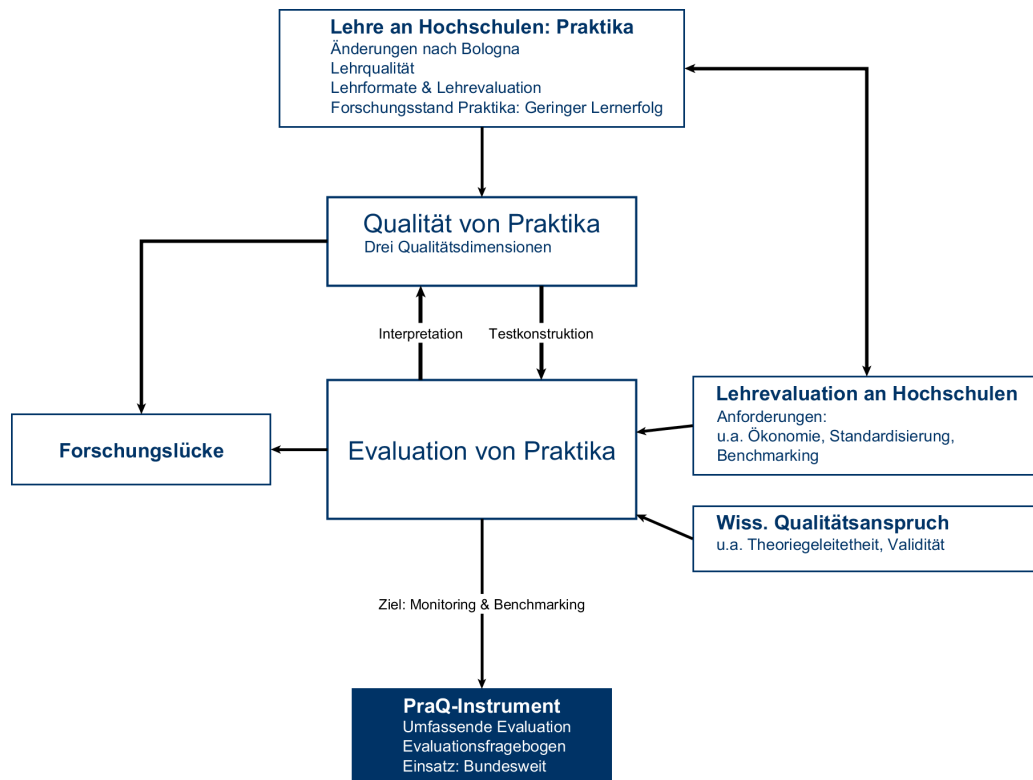 Lehre an Hochschulen: Praktika
Änderungen nach Bologna
Lehrqualität
Lehrformate & Lehrevaluation
Forschungsstand Praktika: Geringer Lernerfolg
Qualität von Praktika
Drei Qualitätsdimensionen
Interpretation
Testkonstruktion
Lehrevaluation an Hochschulen
Anforderungen:
u.a. Ökonomie, Standardisierung,
Benchmarking
Forschungslücke
Evaluation von Praktika
Wiss. Qualitätsanspruch
u.a. Theoriegeleitetheit, Validität
Ziel: Monitoring & Benchmarking
PraQ-Instrument
Umfassende Evaluation
Evaluationsfragebogen
Einsatz: Bundesweit